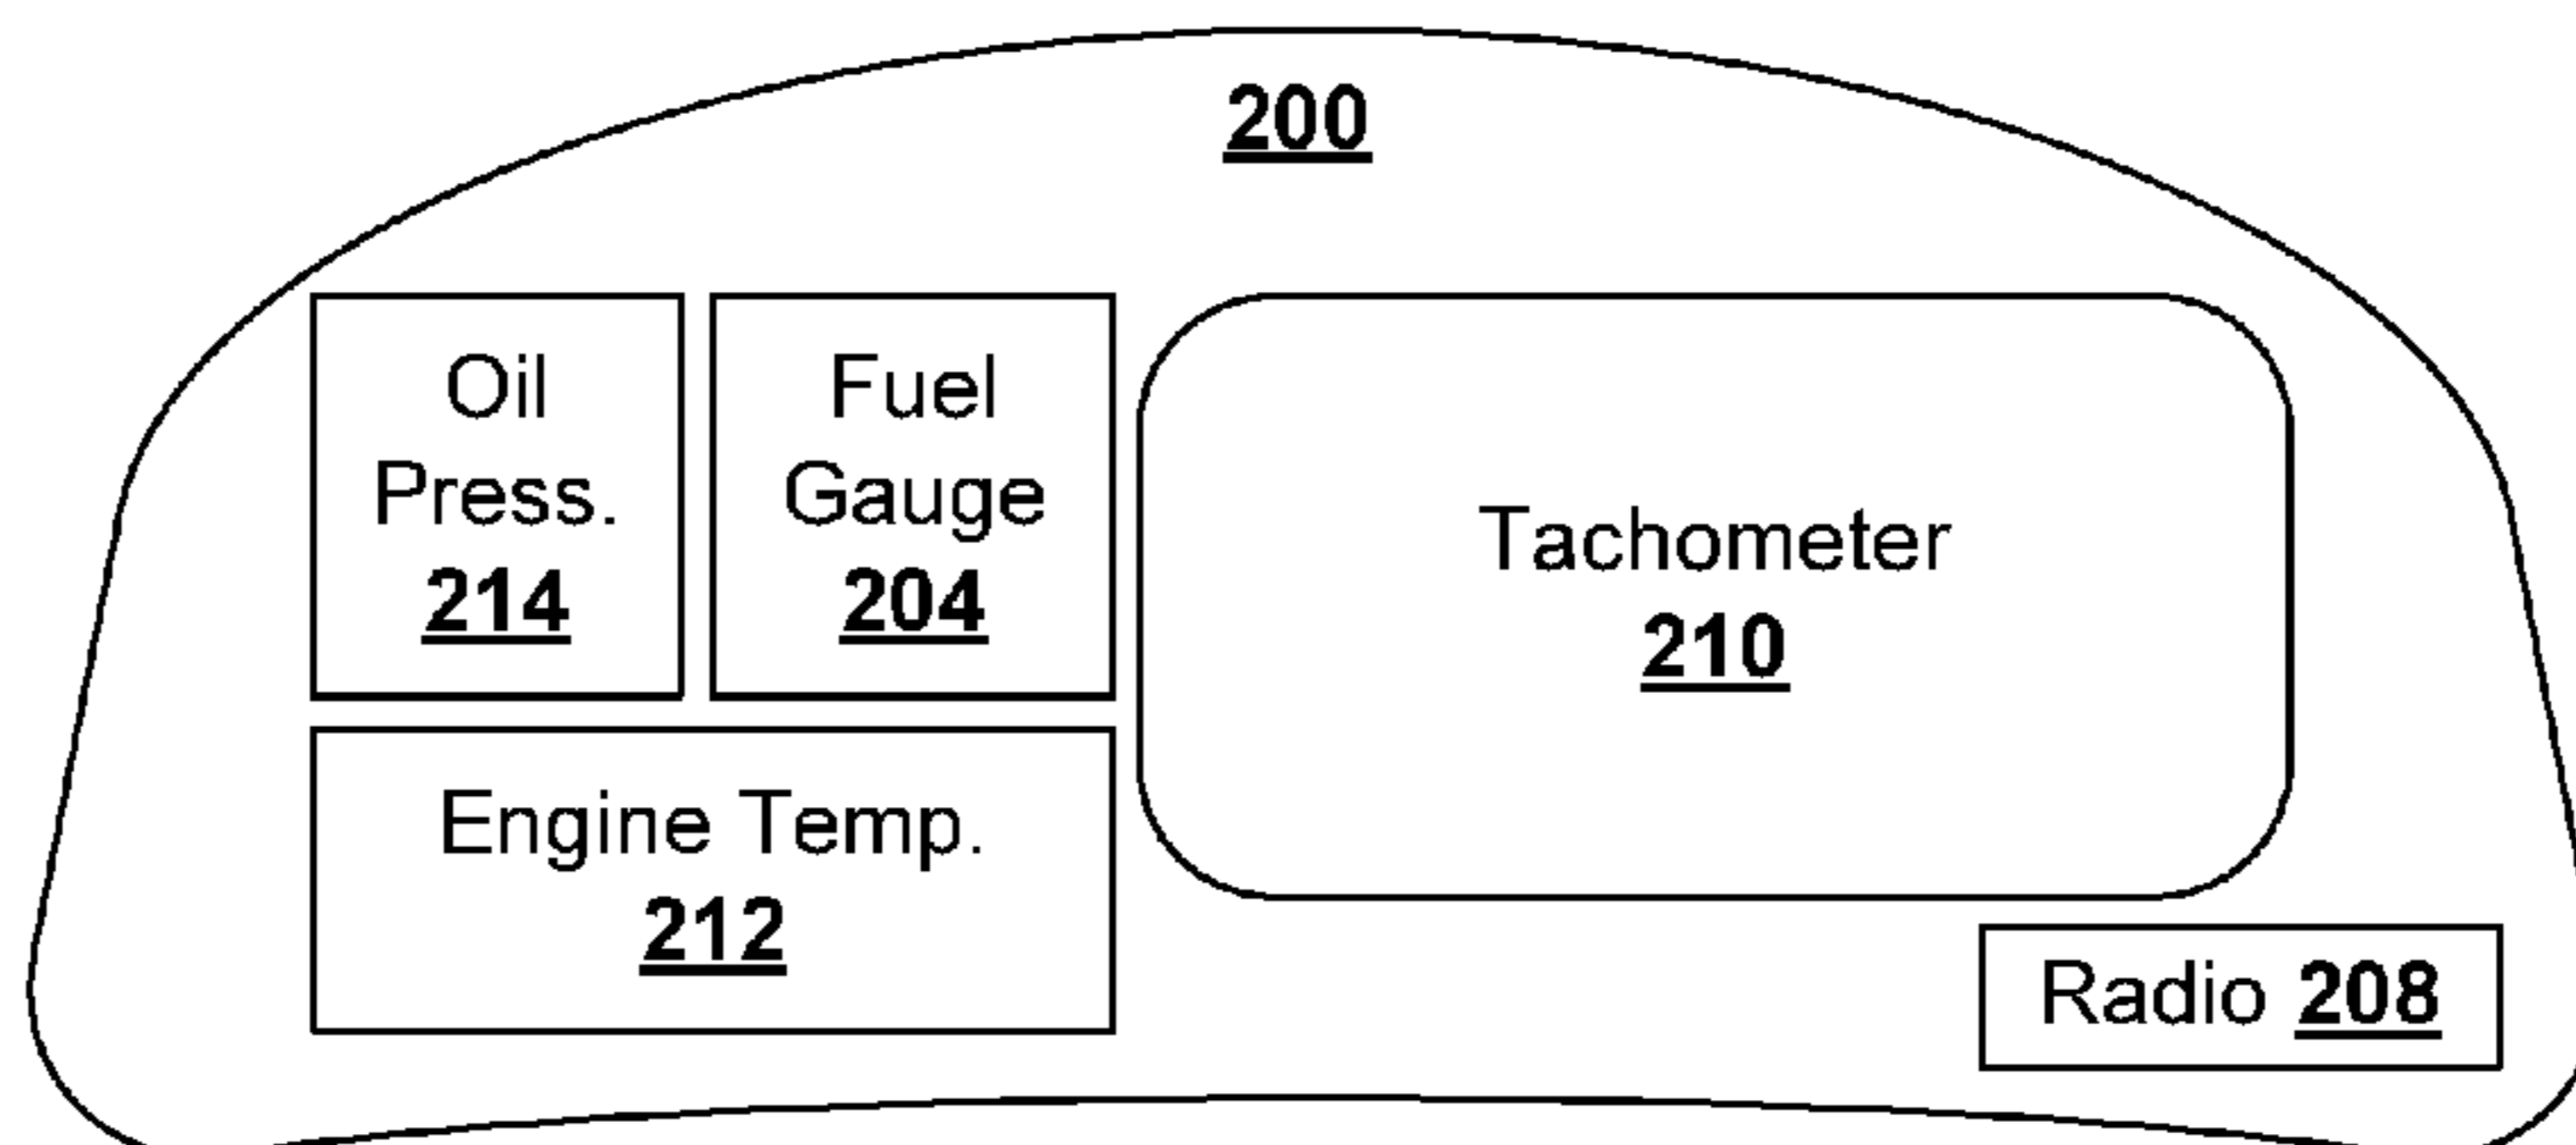 200
Oil
Press.
214
Fuel
Gauge
204
Tachometer
210
Engine Temp.
212
Radio 208